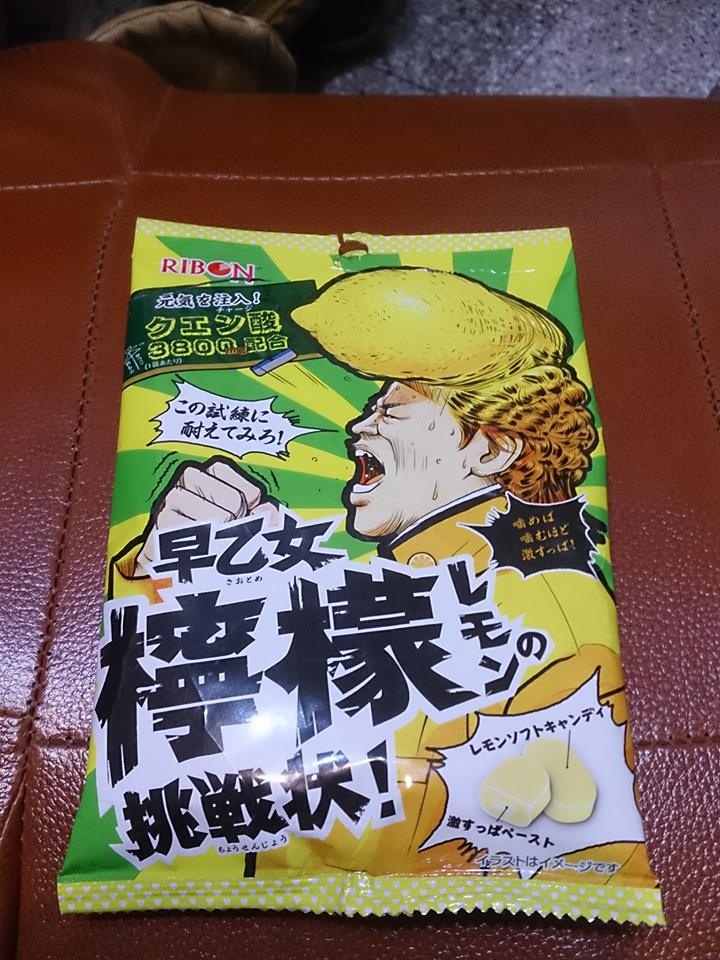 RIBON
元気を注入!
チャージ
クエン酸
3800mg配合
(1袋あたり)
この試練に
耐えてみろ!
噛めば
噛むほど
激すっぱ!
早乙女
さおとめ
檸檬の
レモン
挑戦状!
ちょうせんじょう
レモンソフトキャンディ
激すっぱペースト
イラストはイメージです